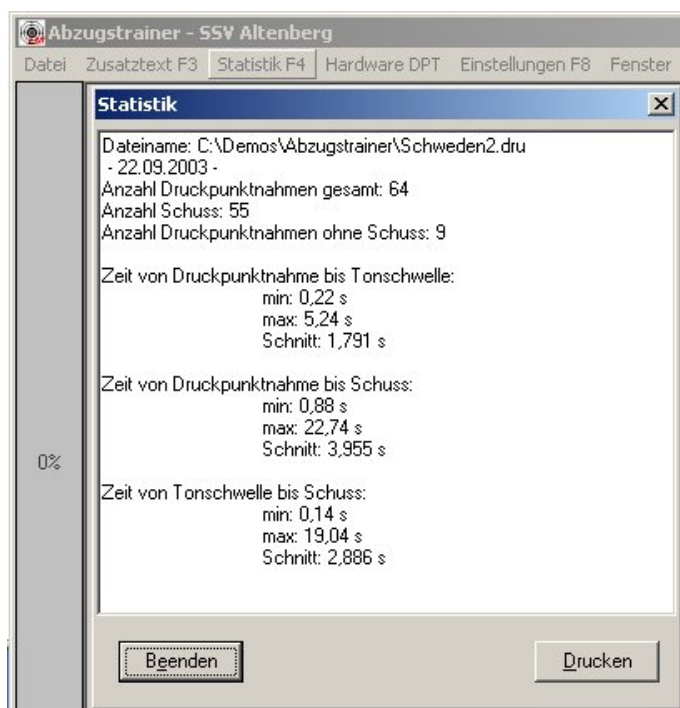 Abzugstrainer - SSV Altenberg
Datei Zusatztext F3 Statistik F4 Hardware DPT Einstellungen F8 Fenster
Statistik
Dateiname: C:\Demos\Abzugstrainer\Schweden2.dru
- 22.09.2003 -
Anzahl Druckpunktnahmen gesamt: 64
Anzahl Schuss: 55
Anzahl Druckpunktnahmen ohne Schuss: 9
Zeit von Druckpunktnahme bis Tonschwelle:
min: 0,22 s
max: 5,24 s
Schnitt: 1,791 s
Zeit von Druckpunktnahme bis Schuss:
min: 0,88 s
max: 22,74 s
Schnitt: 3,955 s
0%
Zeit von Tonschwelle bis Schuss:
min: 0,14 s
max: 19,04 s
Schnitt: 2,886 s
Beenden Drucken